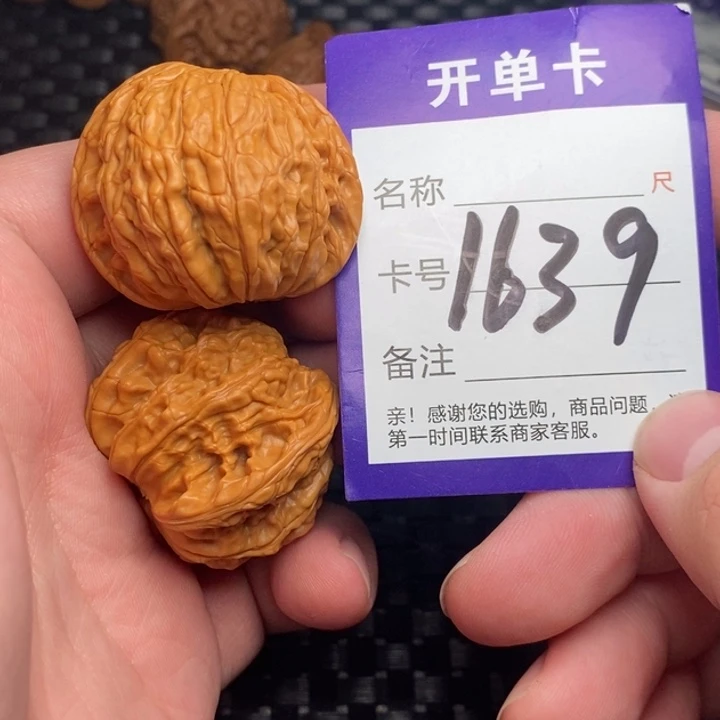 开单卡
名称 尺
卡号 1639
备注
亲！感谢您的选购，商品问题，
第一时间联系商家客服。